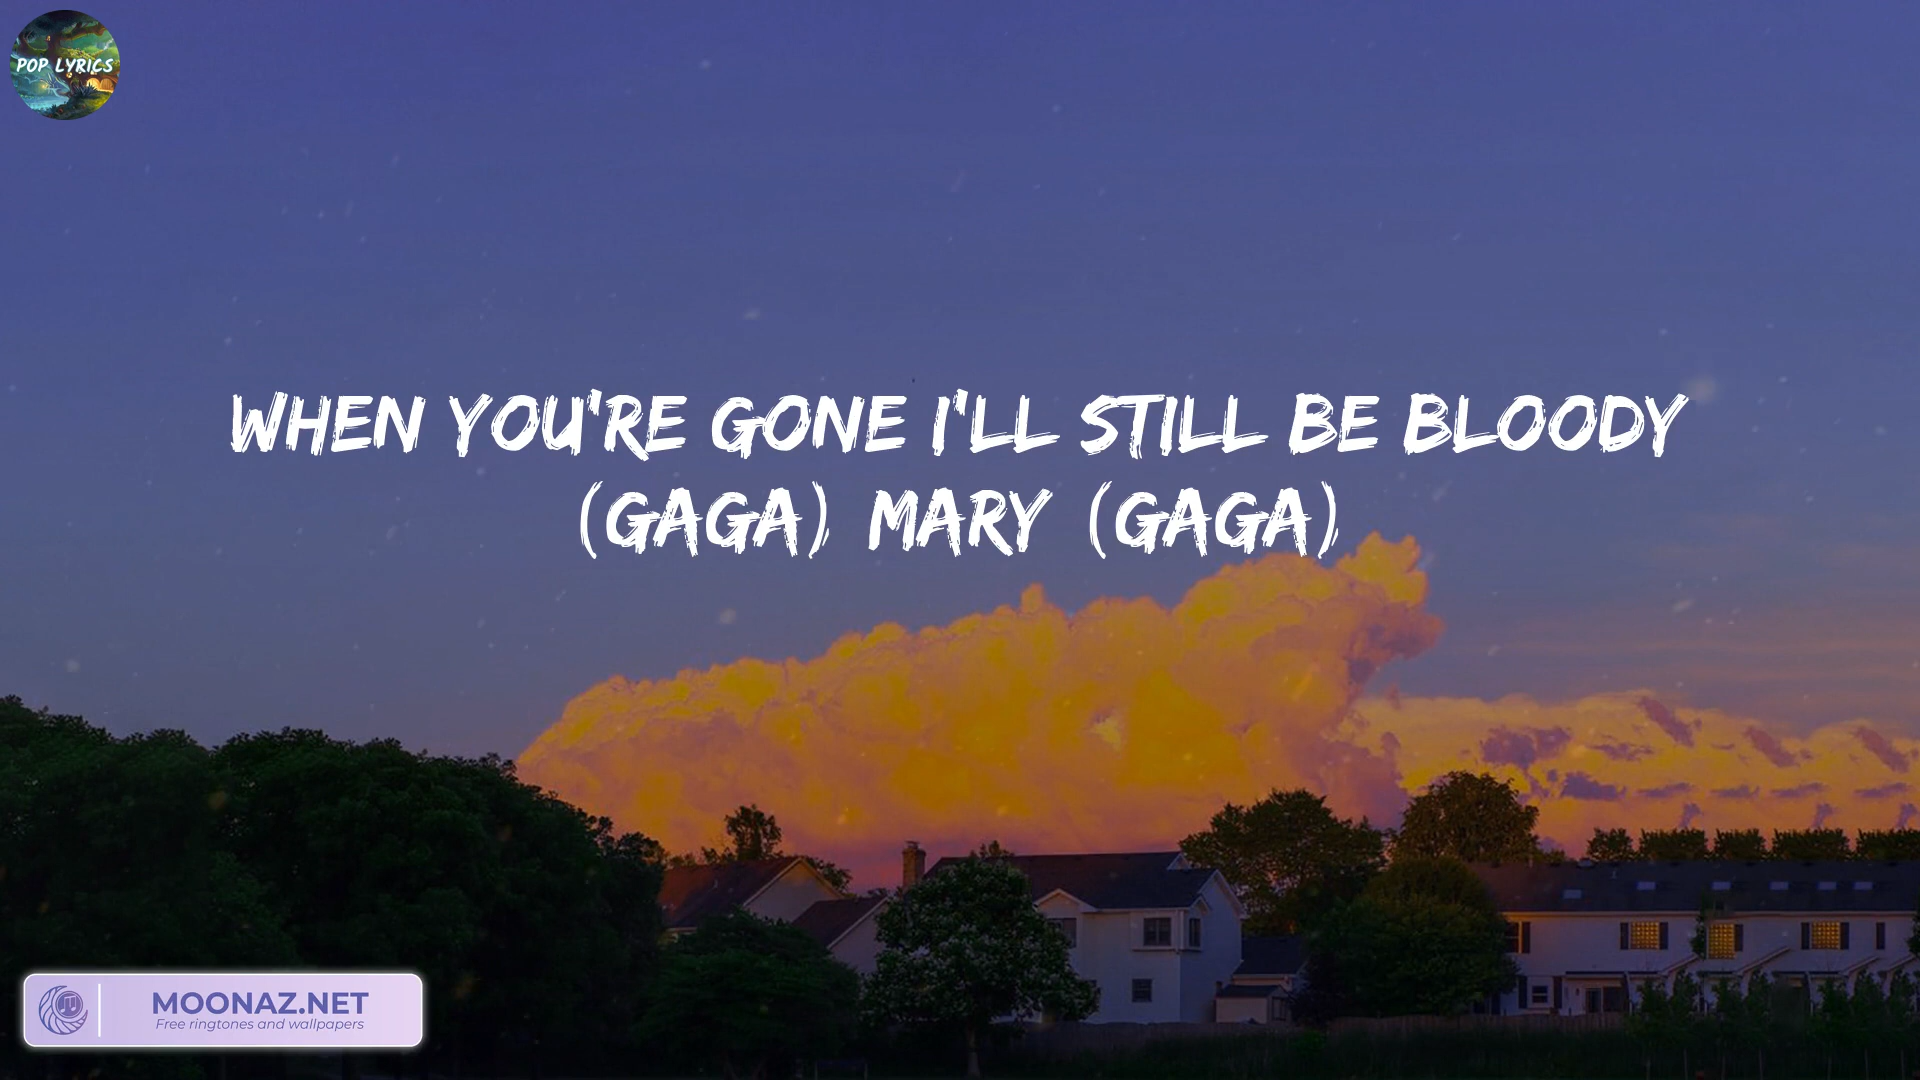 POP LYRICS
WHEN YOU'RE GONE I'LL STILL BE BLOODY
(GAGA) MARY (GAGA)
MOONAZ.NET
Free ringtones and wallpapers